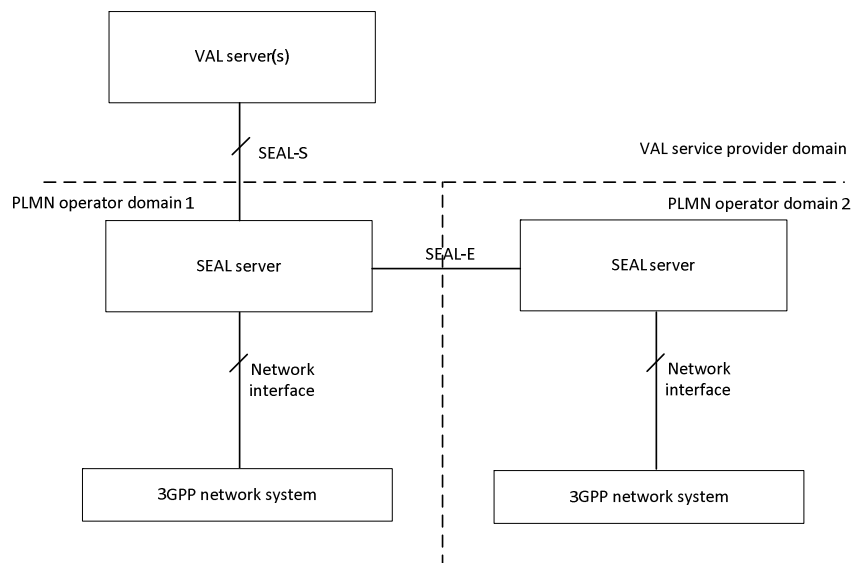 VAL server(s)
SEAL-S
VAL service provider domain
PLMN operator domain 1
PLMN operator domain 2
SEAL server
SEAL-E
SEAL server
Network
interface
Network
interface
3GPP network system
3GPP network system